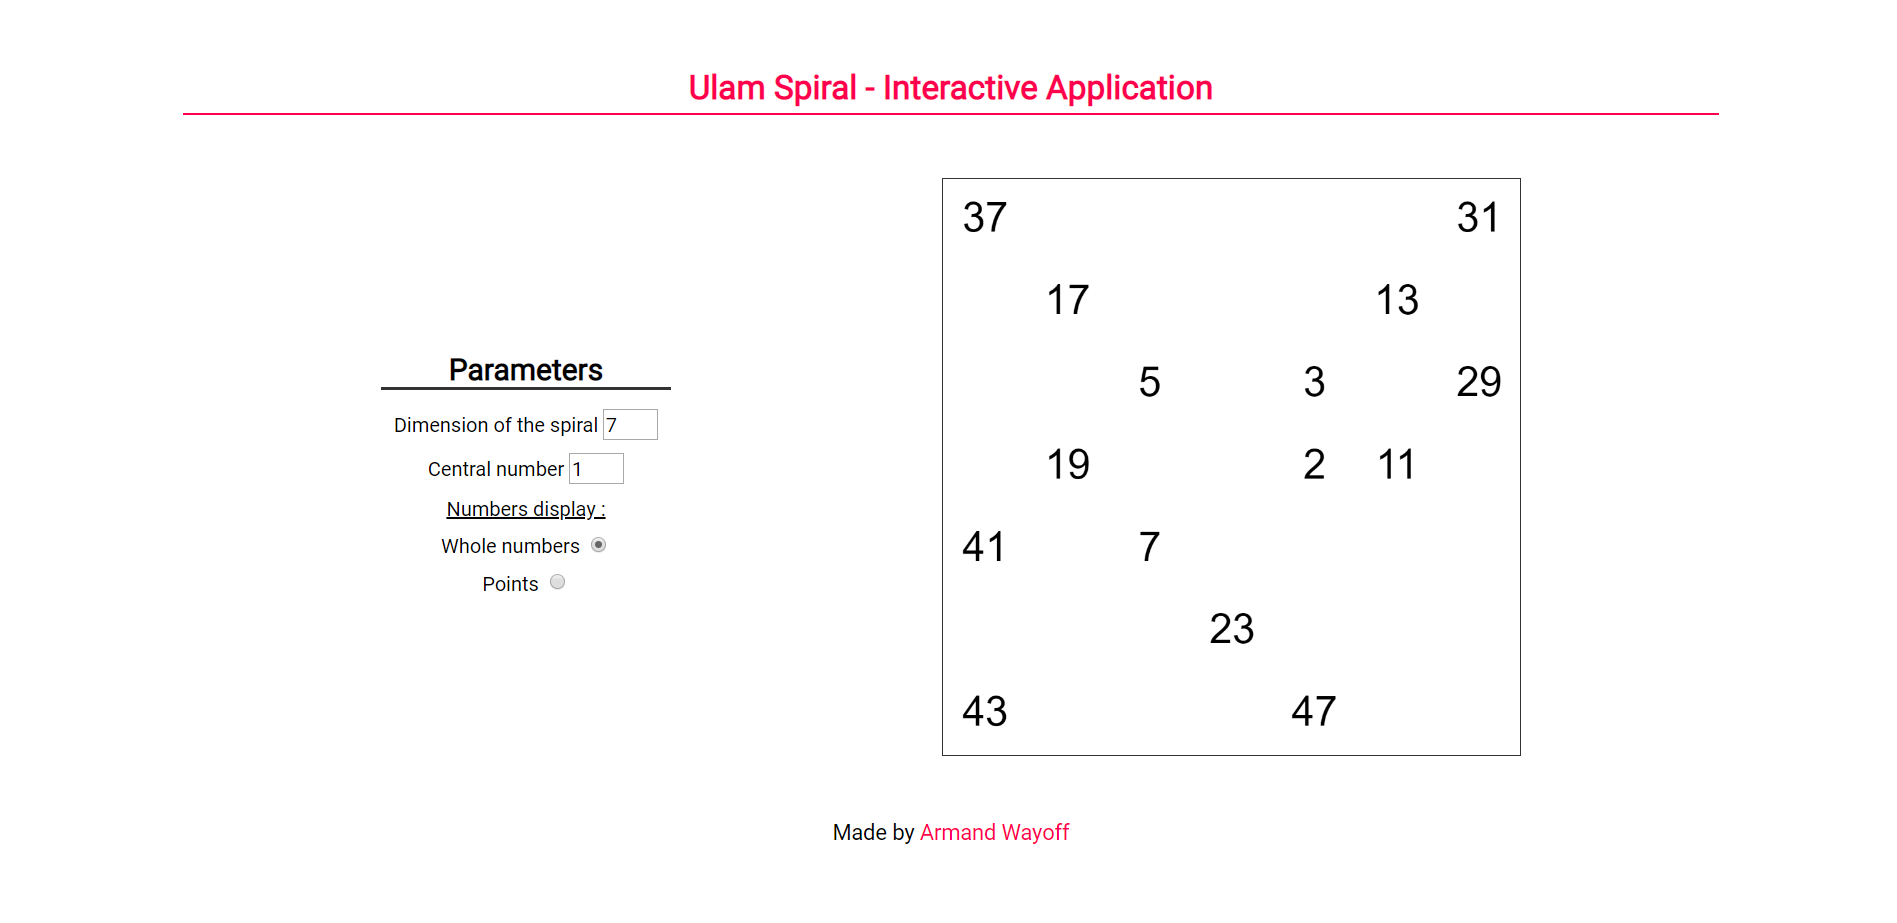 Ulam Spiral - Interactive Application
Parameters
Dimension of the spiral 7
Central number 1
Numbers display :
Whole numbers
Points
37 31
17 13
5 3 29
19 2 11
41 7
23
43 47
Made by Armand Wayoff